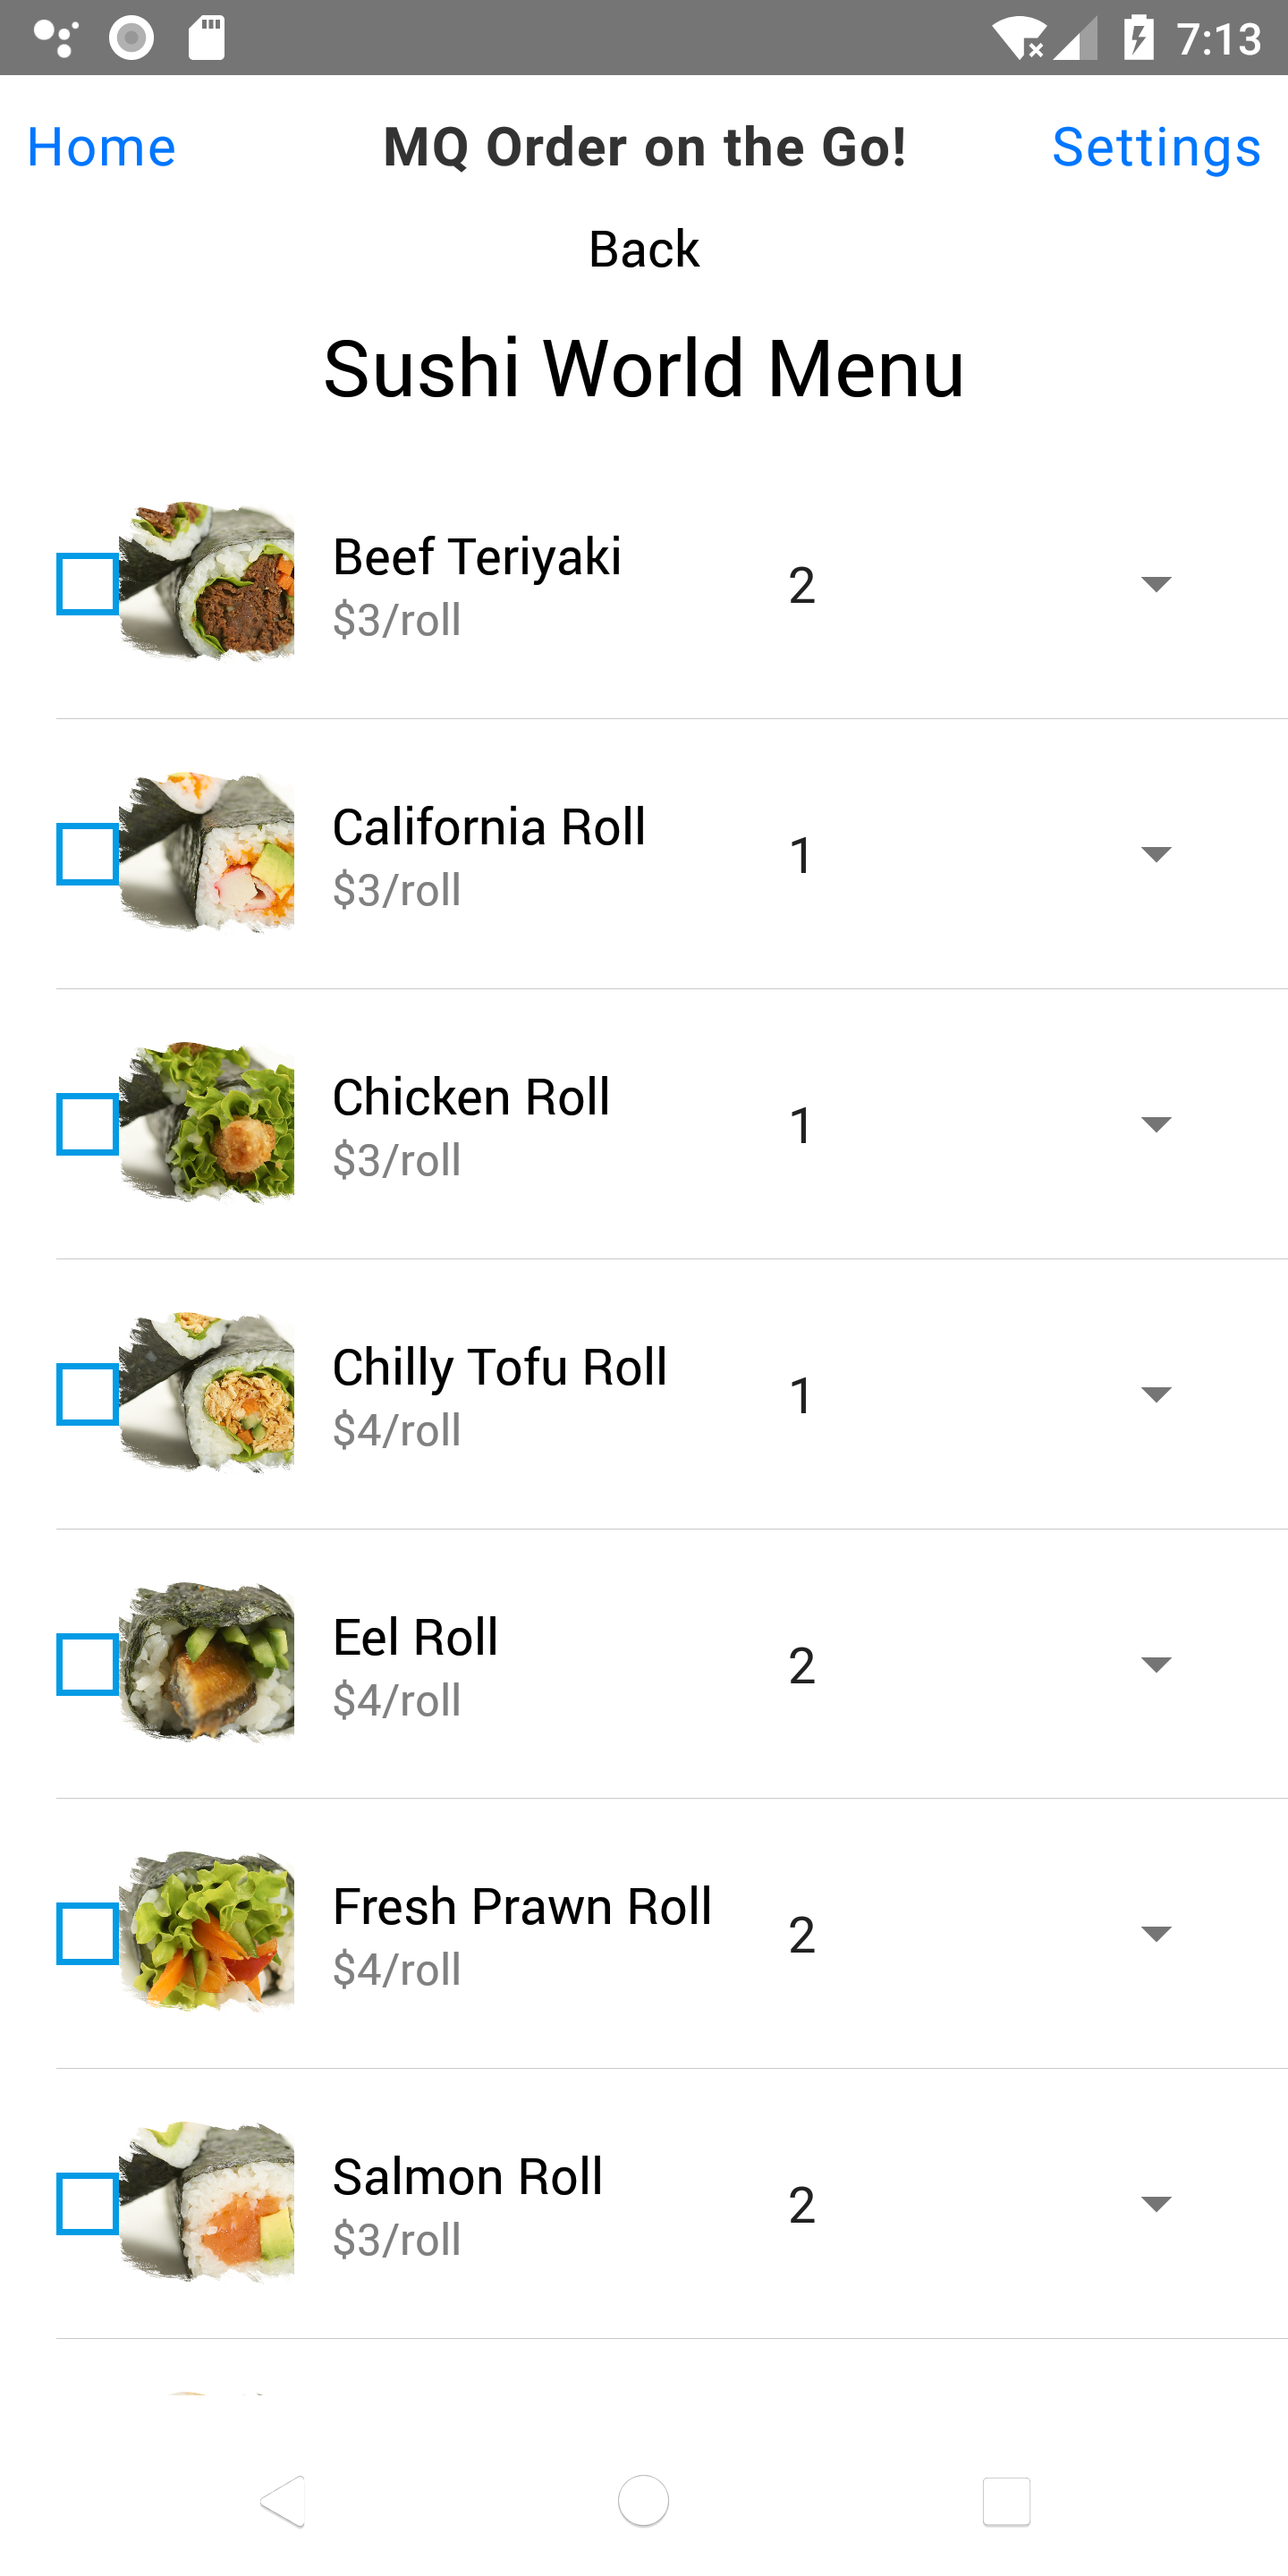 7:13
Home MQ Order on the Go! Settings
Back
Sushi World Menu
Beef Teriyaki
$3/roll
2
California Roll
$3/roll
1
Chicken Roll
$3/roll
1
Chilly Tofu Roll
$4/roll
1
Eel Roll
$4/roll
2
Fresh Prawn Roll
$4/roll
2
Salmon Roll
$3/roll
2